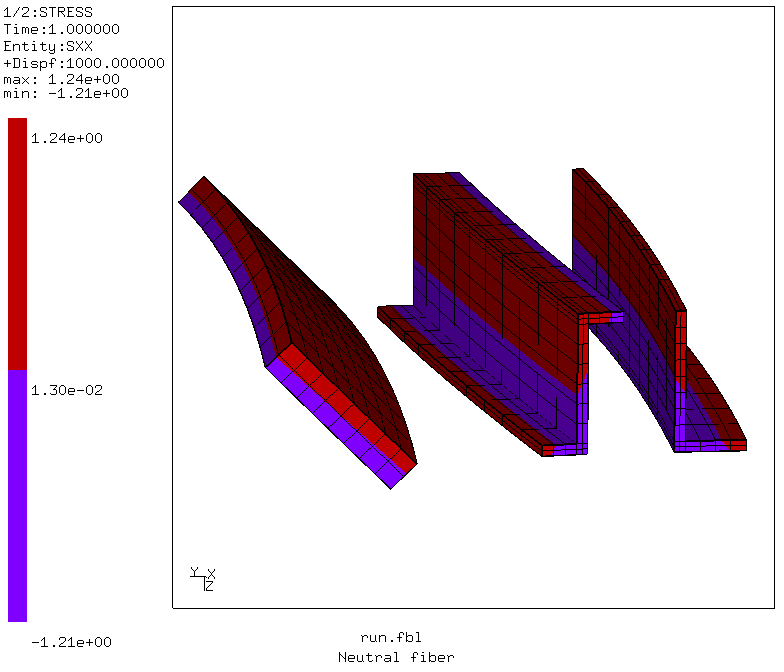 1/2:STRESS
Time:1.000000
Entity:SXX
+Dispf:1000.000000
max: 1.24e+00
min: -1.21e+00
1.24e+00
1.30e-02
-1.21e+00
Y X
Z
run.fbl
Neutral fiber